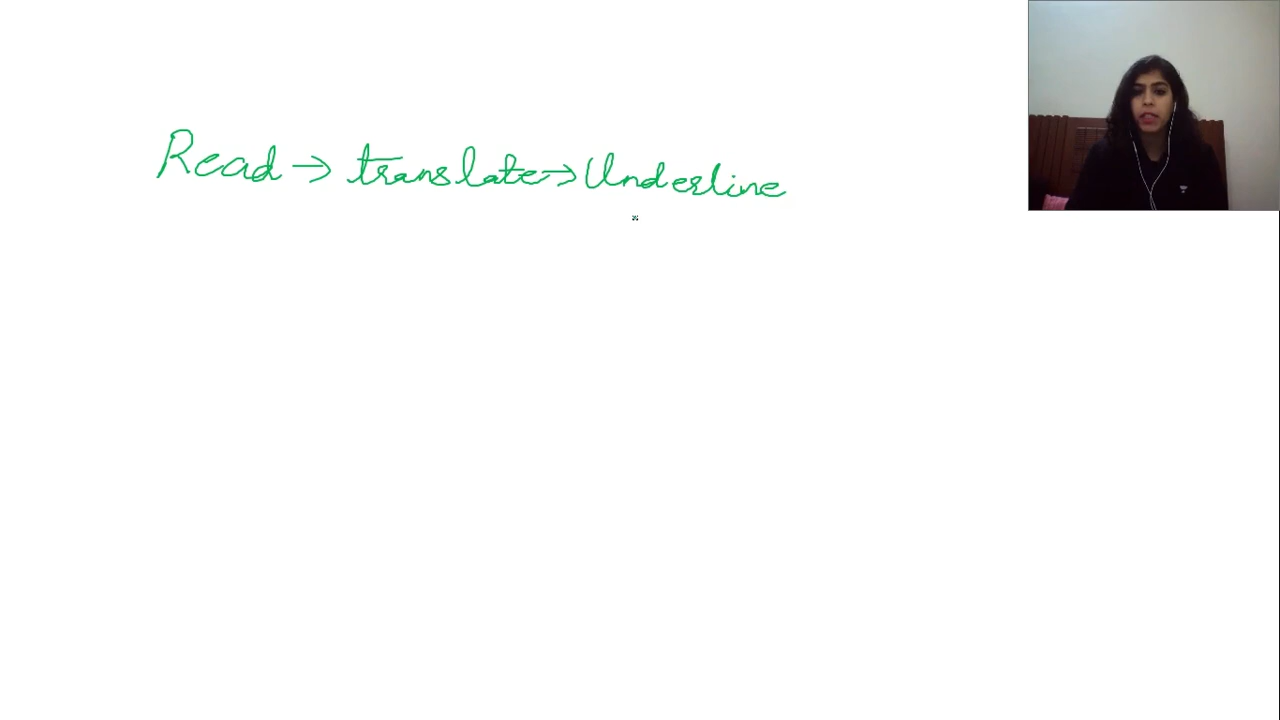 Read → translate → Underline